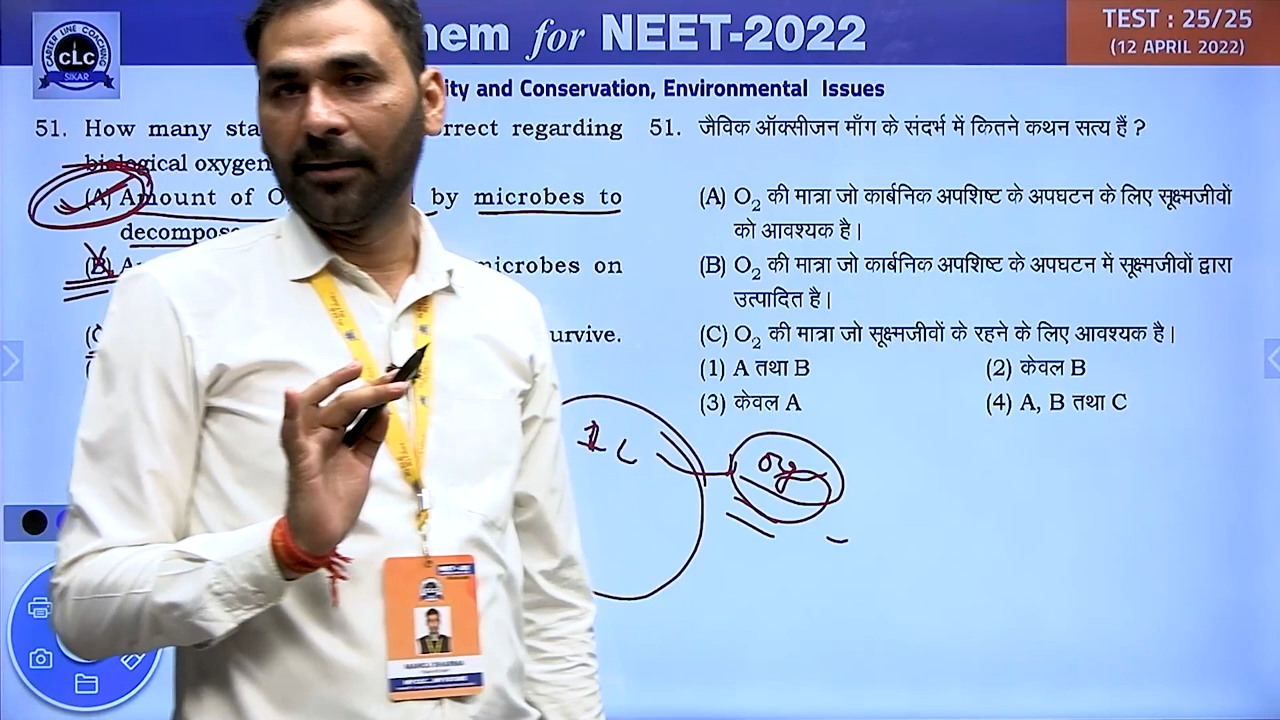 hem for NEET-2022
TEST : 25/25
(12 APRIL 2022)
CAREER LINE COACHING
CLC
SIKAR
ity and Conservation, Environmental Issues
51. How many sta rrect regarding
biological oxygen
(A) Amount of O by microbes to
decompose
(B) A microbes on
urvive.
51. जैविक ऑक्सीजन माँग के संदर्भ में कितने कथन सत्य हैं ?
(A) O2 की मात्रा जो कार्बनिक अपशिष्ट के अपघटन के लिए सूक्ष्मजीवों
को आवश्यक है।
(B) O2 की मात्रा जो कार्बनिक अपशिष्ट के अपघटन में सूक्ष्मजीवों द्वारा
उत्पादित है।
(C) O2 की मात्रा जो सूक्ष्मजीवों के रहने के लिए आवश्यक है।
(1) A तथा B (2) केवल B
(3) केवल A (4) A, B तथा C
1 L